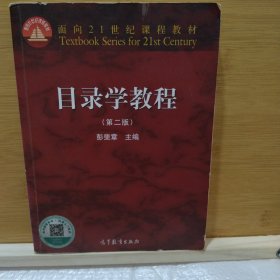 面向21世纪课程教材
Textbook Series for 21st Century
目录学教程
（第二版）
彭斐章 主编
高等教育出版社